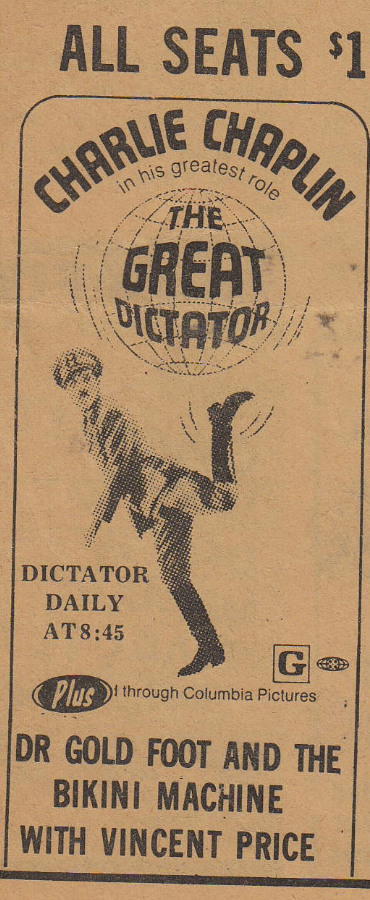 ALL SEATS $1
CHARLIE CHAPLIN
in his greatest role
THE
GREAT
DICTATOR
DICTATOR
DAILY
AT 8:45
G
Plus
through Columbia Pictures
DR GOLD FOOT AND THE
BIKINI MACHINE
WITH VINCENT PRICE